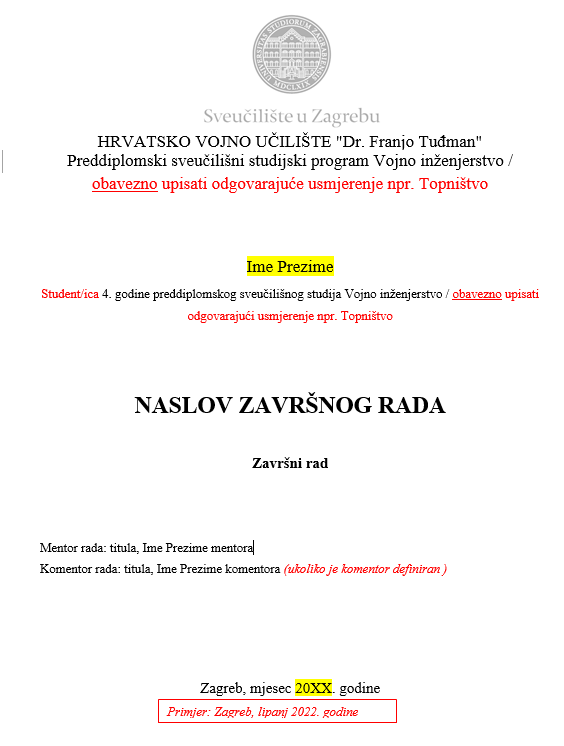 Sveučilište u Zagrebu
HRVATSKO VOJNO UČILIŠTE "Dr. Franjo Tuđman"
Preddiplomski sveučilišni studijski program Vojno inženjerstvo /
obavezno upisati odgovarajuće usmjerenje npr. Topništvo
Ime Prezime
Student/ica 4. godine preddiplomskog sveučilišnog studija Vojno inženjerstvo / obavezno upisati
odgovarajući usmjerenje npr. Topništvo
NASLOV ZAVRŠNOG RADA
Završni rad
Mentor rada: titula, Ime Prezime mentora
Komentor rada: titula, Ime Prezime komentora (ukoliko je komentor definiran )
Zagreb, mjesec 20XX. godine
Primjer: Zagreb, lipanj 2022. godine